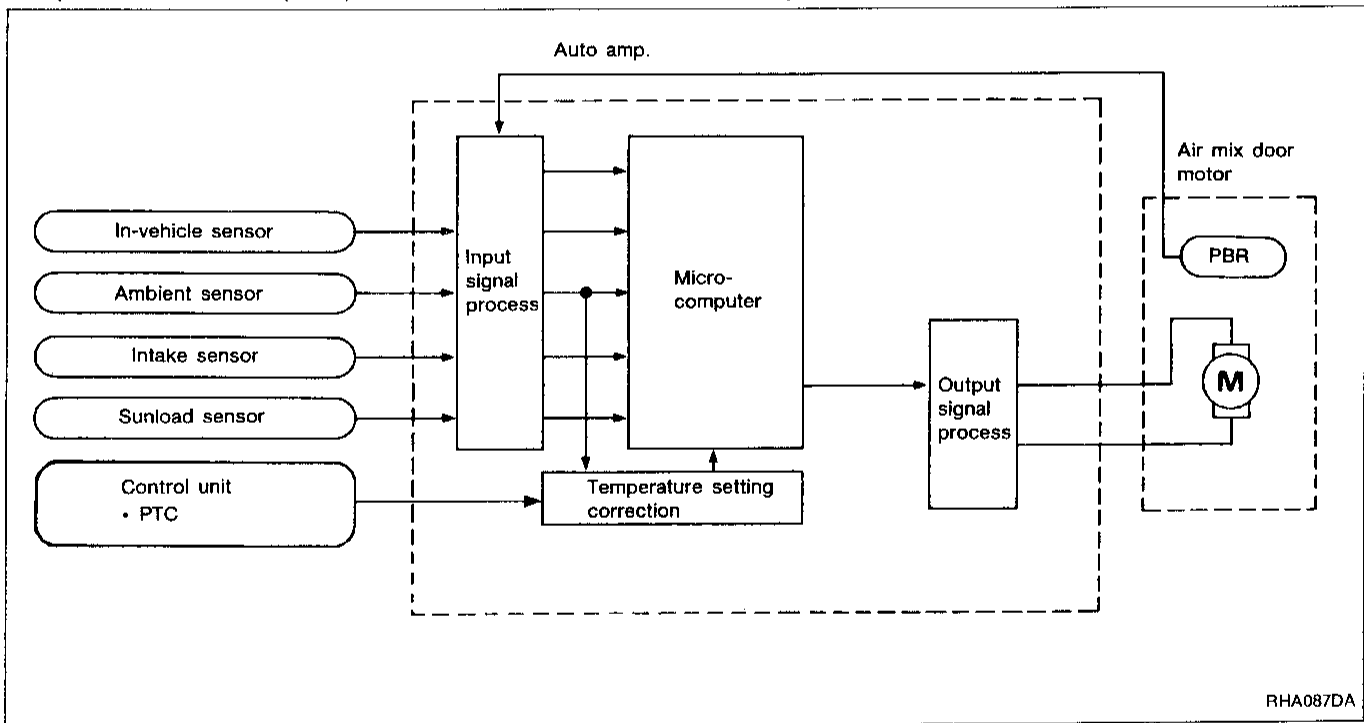 Auto amp.
Air mix door
motor
In-vehicle sensor
Ambient sensor
Intake sensor
Sunload sensor
Control unit
• PTC
Input
signal
process
Micro-
computer
Temperature setting
correction
Output
signal
process
PBR
M
RHA087DA